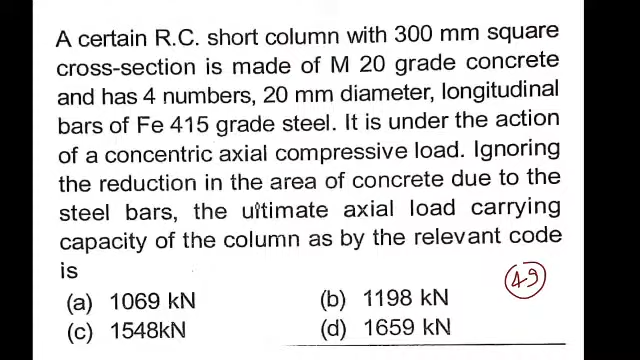 A certain R.C. short column with 300 mm square
cross-section is made of M 20 grade concrete
and has 4 numbers, 20 mm diameter, longitudinal
bars of Fe 415 grade steel. It is under the action
of a concentric axial compressive load. Ignoring
the reduction in the area of concrete due to the
steel bars, the ultimate axial load carrying
capacity of the column as by the relevant code
is
(a) 1069 kN (b) 1198 kN
(c) 1548kN (d) 1659 kN
49